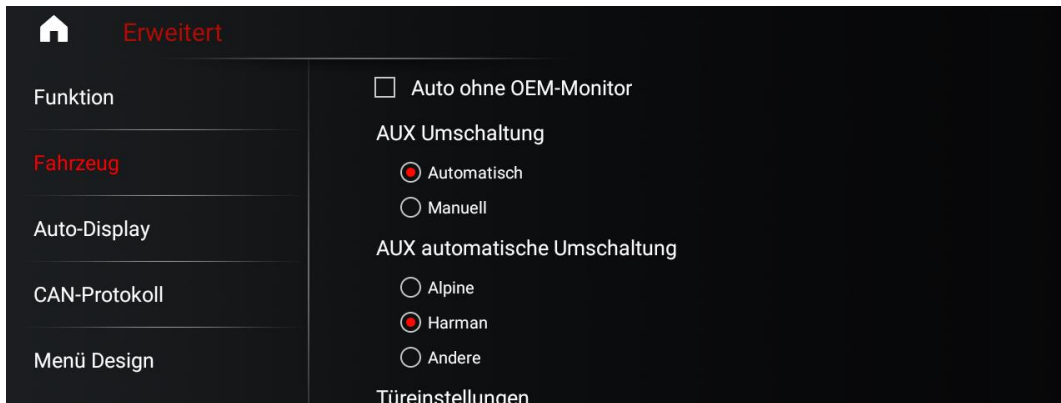 Erweitert
Funktion
Fahrzeug
Auto-Display
CAN-Protokoll
Menü Design
Auto ohne OEM-Monitor
AUX Umschaltung
Automatisch
Manuell
AUX automatische Umschaltung
Alpine
Harman
Andere
Türeinstellungen